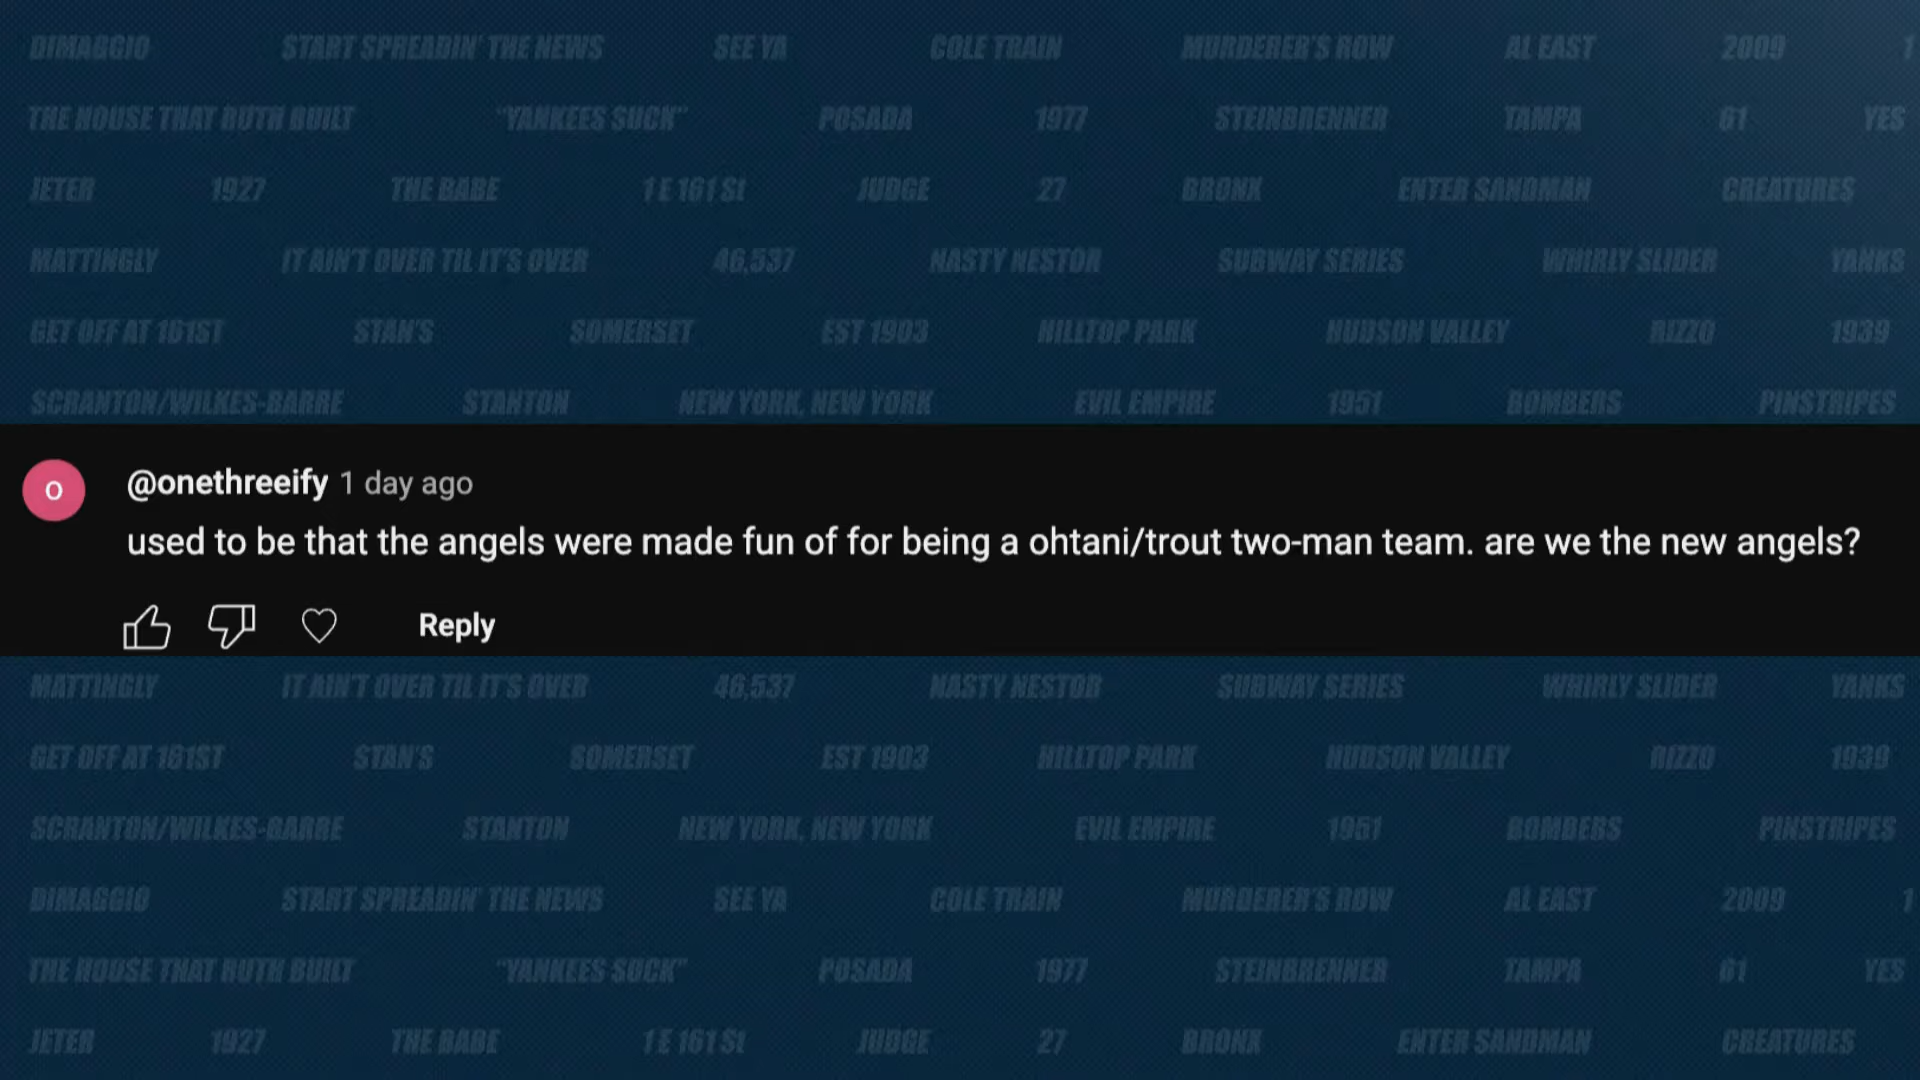 DIMAGGIO START SPREADIN' THE NEWS SEE YA COLE TRAIN MURDERER'S ROW AL EAST 2009 1
THE HOUSE THAT RUTH BUILT "YANKEES SUCK" POSADA 1977 STEINBRENNER TAMPA 61 YES
JETER 1927 THE BABE 1 E 161 St JUDGE 27 BRONX ENTER SANDMAN CREATURES
MATTINGLY IT AIN'T OVER TIL IT'S OVER 46,537 NASTY NESTOR SUBWAY SERIES WHIRLY SLIDER YANKS
GET OFF AT 161ST STAN'S SOMERSET EST 1903 HILLTOP PARK HUDSON VALLEY RIZZO 1939
SCRANTON/WILKES-BARRE STANTON NEW YORK, NEW YORK EVIL EMPIRE 1951 BOMBERS PINSTRIPES
O
@onethreeify 1 day ago
used to be that the angels were made fun of for being a ohtani/trout two-man team. are we the new angels?
Reply
MATTINGLY IT AIN'T OVER TIL IT'S OVER 46,537 NASTY NESTOR SUBWAY SERIES WHIRLY SLIDER YANKS
GET OFF AT 161ST STAN'S SOMERSET EST 1903 HILLTOP PARK HUDSON VALLEY RIZZO 1939
SCRANTON/WILKES-BARRE STANTON NEW YORK, NEW YORK EVIL EMPIRE 1951 BOMBERS PINSTRIPES
DIMAGGIO START SPREADIN' THE NEWS SEE YA COLE TRAIN MURDERER'S ROW AL EAST 2009 1
THE HOUSE THAT RUTH BUILT "YANKEES SUCK" POSADA 1977 STEINBRENNER TAMPA 61 YES
JETER 1927 THE BABE 1 E 161 St JUDGE 27 BRONX ENTER SANDMAN CREATURES